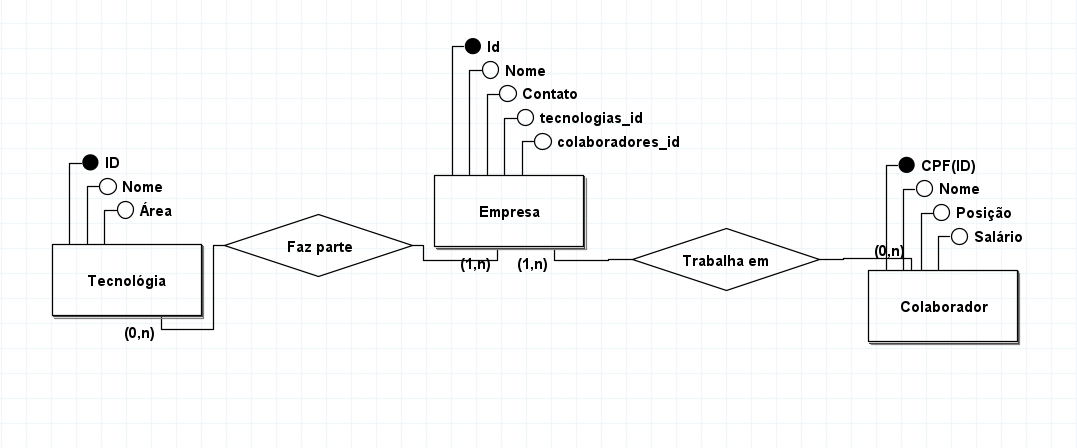 Id
Nome
Contato
tecnologias_id
colaboradores_id
Empresa
ID
Nome
Área
Tecnológia
(0,n)
Faz parte
(1,n)
(1,n)
Trabalha em
CPF(ID)
Nome
Posição
Salário
(0,n)
Colaborador